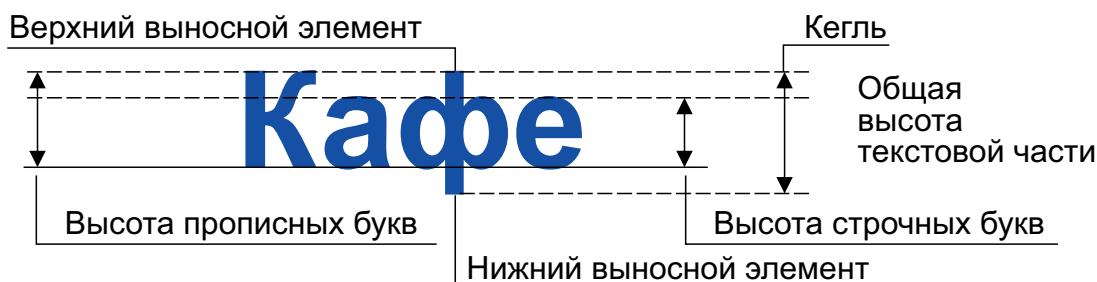 Верхний выносной элемент
Кегль
Кафе
Общая
высота
текстовой части
Высота прописных букв
Высота строчных букв
Нижний выносной элемент